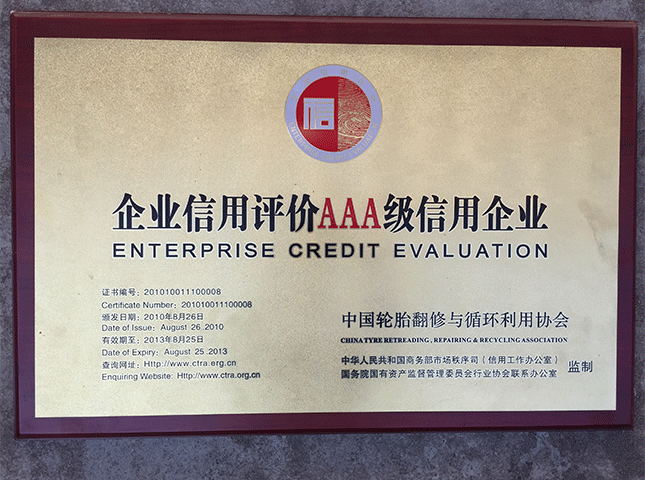 信
企业信用评价AAA级信用企业
ENTERPRISE CREDIT EVALUATION
证书编号：201010011100008
Certificate Number：201010011100008
颁发日期：2010年8月26日
Date of Issue：August 26,2010
有效期至：2013年8月25日
Date of Expiry：August 25,2013
查询网址：Http://www.ctra.org.cn
Enquiring Website: Http://www.ctra.org.cn
中国轮胎翻修与循环利用协会
CHINA TYRE RETREADING , REPAIRING & RECYCLING ASSOCIATION
中华人民共和国商务部市场秩序司（信用工作办公室）
国务院国有资产监督管理委员会行业协会联系办公室
监制